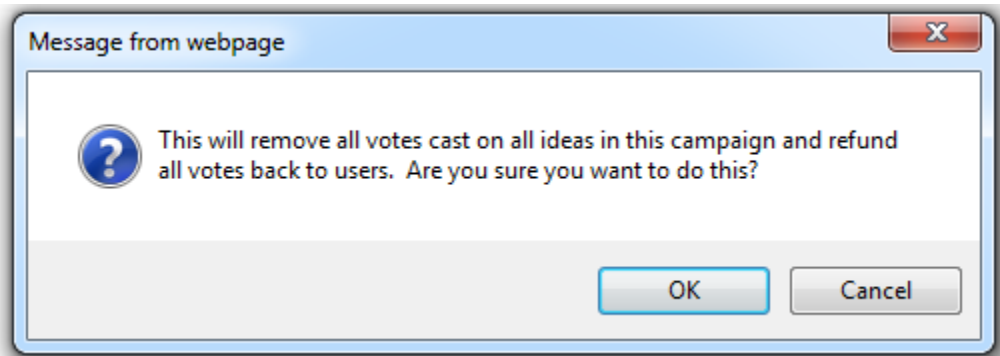 Message from webpage
This will remove all votes cast on all ideas in this campaign and refund
all votes back to users.  Are you sure you want to do this?
OK
Cancel